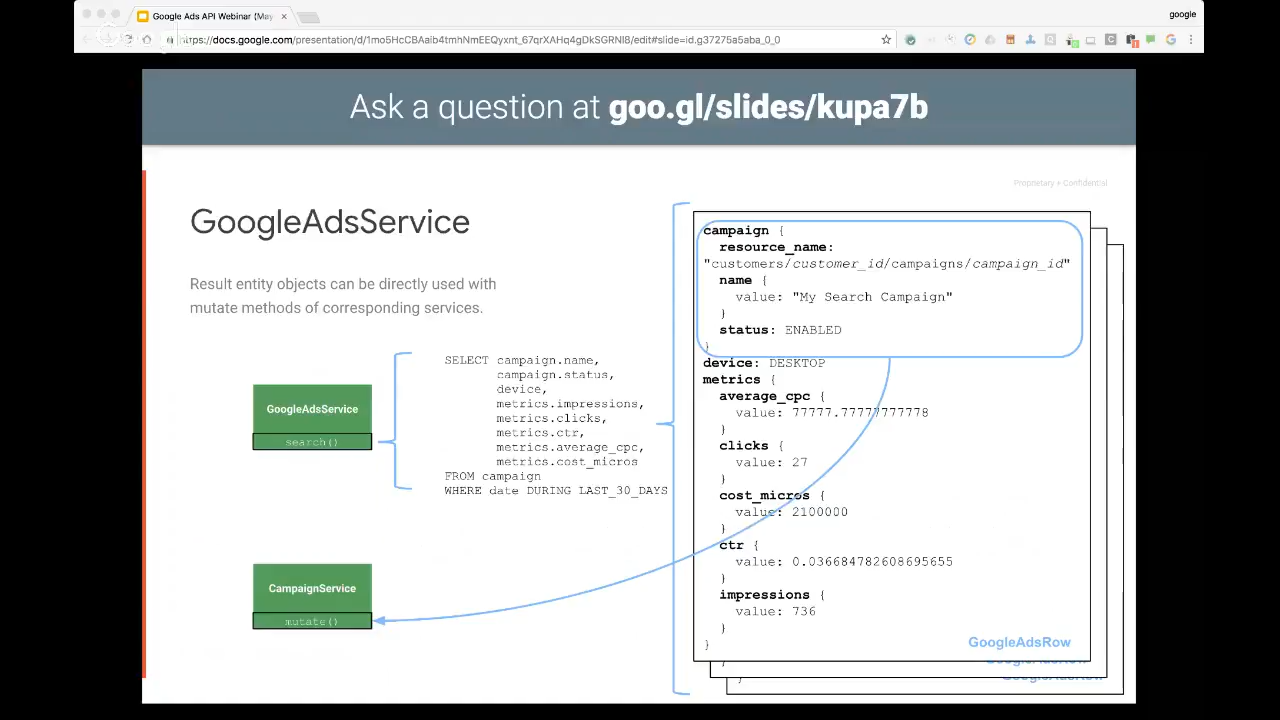 Google Ads API Webinar (May
google
https://docs.google.com/presentation/d/1mo5HcCBAaib4tmhNmEEQyxnt_67qrXAHq4gDkSGRNI8/edit#slide=id.g37275a5aba_0_0
Ask a question at goo.gl/slides/kupa7b
Proprietary + Confidential
GoogleAdsService
Result entity objects can be directly used with
mutate methods of corresponding services.
GoogleAdsService
search()
SELECT campaign.name,
campaign.status,
device,
metrics.impressions,
metrics.clicks,
metrics.ctr,
metrics.average_cpc,
metrics.cost_micros
FROM campaign
WHERE date DURING LAST_30_DAYS
CampaignService
mutate()
campaign {
resource_name:
"customers/customer_id/campaigns/campaign_id"
name {
value: "My Search Campaign"
}
status: ENABLED
}
device: DESKTOP
metrics {
average_cpc {
value: 77777.77777777778
}
clicks {
value: 27
}
cost_micros {
value: 2100000
}
ctr {
value: 0.036684782608695655
}
impressions {
value: 736
}
}
GoogleAdsRow
}
GoogleAdsRow
}
GoogleAdsRow